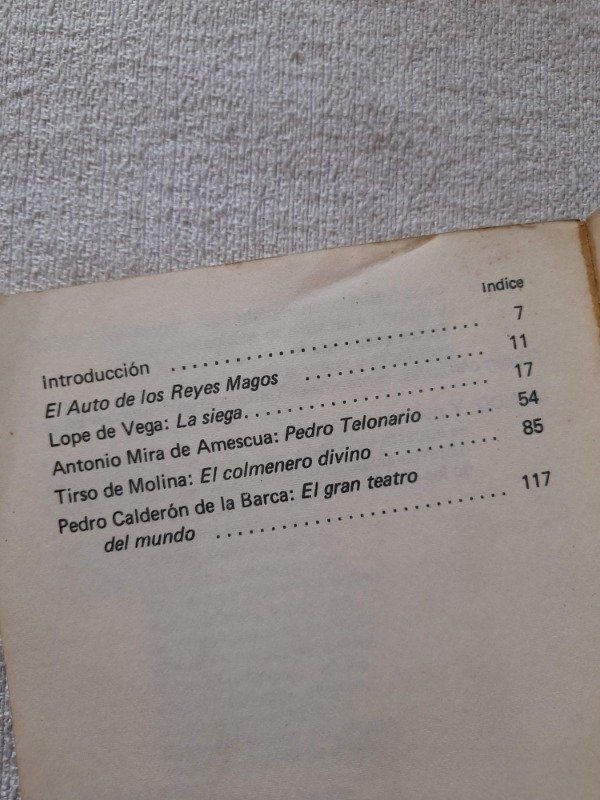 Indice
Introducción .............................. 7
El Auto de los Reyes Magos .................. 11
Lope de Vega: La siega...................... 17
Antonio Mira de Amescua: Pedro Telonario ...... 54
Tirso de Molina: El colmenero divino ........... 85
Pedro Calderón de la Barca: El gran teatro
del mundo ............................ 117